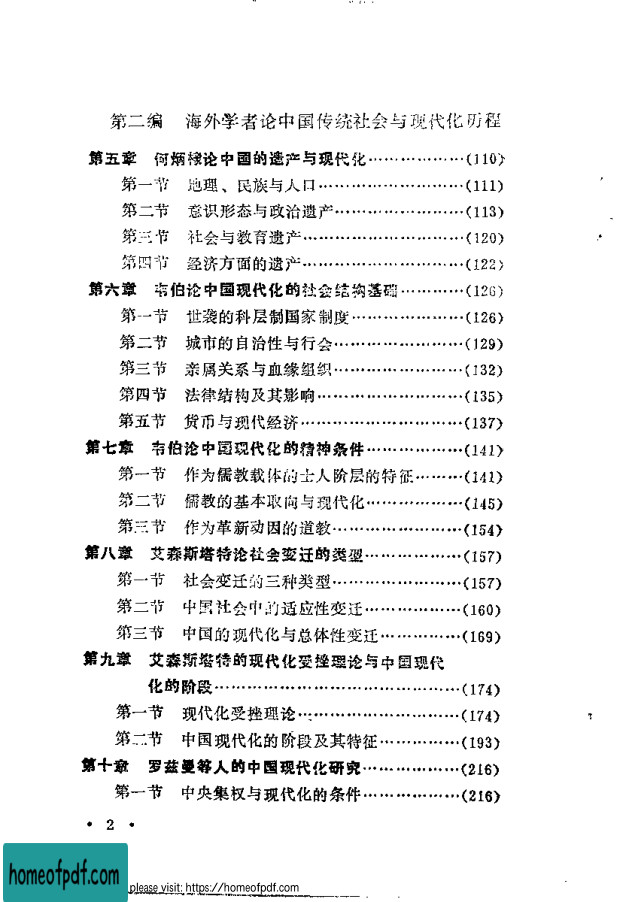 第二编 海外学者论中国传统社会与现代化历程
第五章 何炳棣论中国的遗产与现代化………………(110)
第一节 地理、民族与人口………………………(111)
第二节 意识形态与政治遗产……………………(113)
第三节 社会与教育遗产…………………………(120)
第四节 经济方面的遗产…………………………(122)
第六章 韦伯论中国现代化的社会结构基础…………(126)
第一节 世袭的科层制国家制度…………………(126)
第二节 城市的自治性与行会……………………(129)
第三节 亲属关系与血缘组织……………………(132)
第四节 法律结构及其影响………………………(135)
第五节 货币与现代经济…………………………(137)
第七章 韦伯论中国现代化的精神条件………………(141)
第一节 作为儒教载体的士人阶层的特征………(141)
第二节 儒教的基本取向与现代化………………(145)
第三节 作为革新动因的道教……………………(154)
第八章 艾森斯塔特论社会变迁的类型………………(157)
第一节 社会变迁的三种类型……………………(157)
第二节 中国社会中的适应性变迁………………(160)
第三节 中国的现代化与总体性变迁……………(169)
第九章 艾森斯塔特的现代化受挫理论与中国现代
化的阶段………………………………………(174)
第一节 现代化受挫理论…………………………(174)
第二节 中国现代化的阶段及其特征……………(193)
第十章 罗兹曼等人的中国现代化研究………………(216)
第一节 中央集权与现代化的条件………………(216)
• 2 •
homeofpdf.com
please visit: https://homeofpdf.com